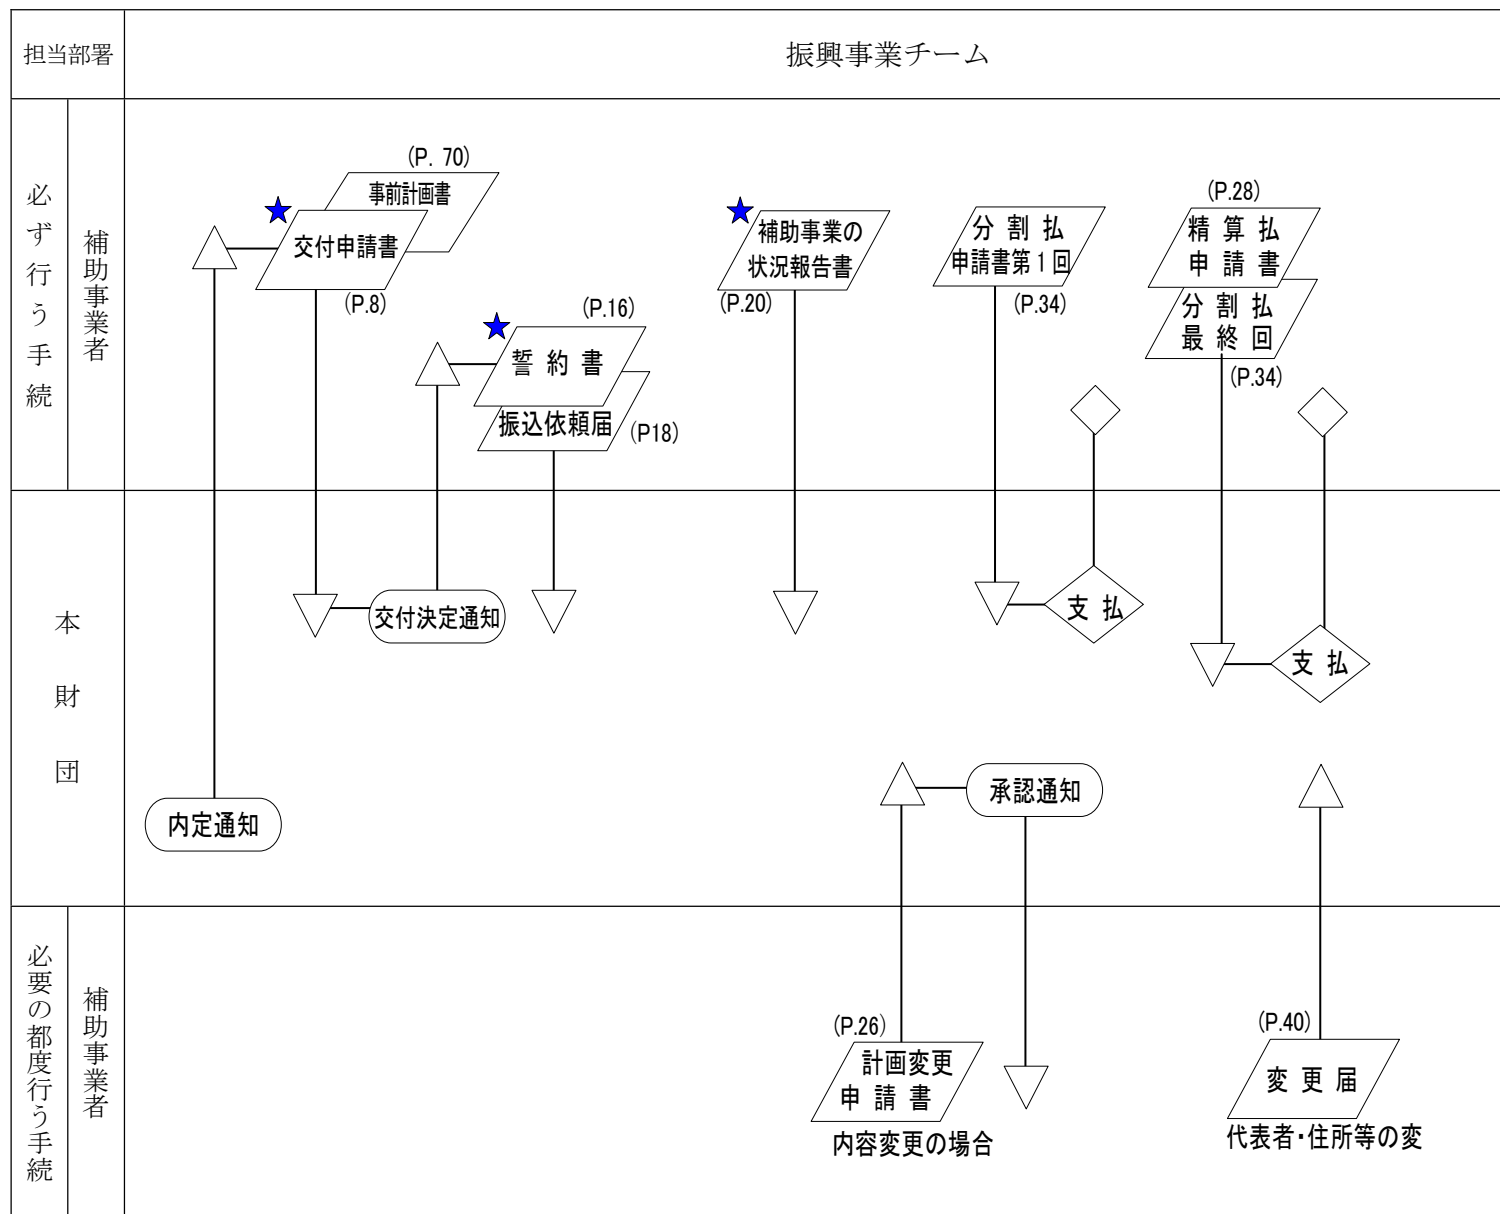 担当部署
振興事業チーム
必ず行う手続
補助事業者
(P. 70)
事前計画書
交付申請書
(P.8)
(P.16)
誓 約 書
振込依頼届
(P18)
補助事業の
状況報告書
(P.20)
分 割 払
申請書第1回
(P.34)
(P.28)
精 算 払
申 請 書
分 割 払
最 終 回
(P.34)
本財団
交付決定通知
支 払
支 払
内定通知
承認通知
必要の都度行う手続
補助事業者
(P.26)
計画変更
申 請 書
内容変更の場合
(P.40)
変 更 届
代表者・住所等の変